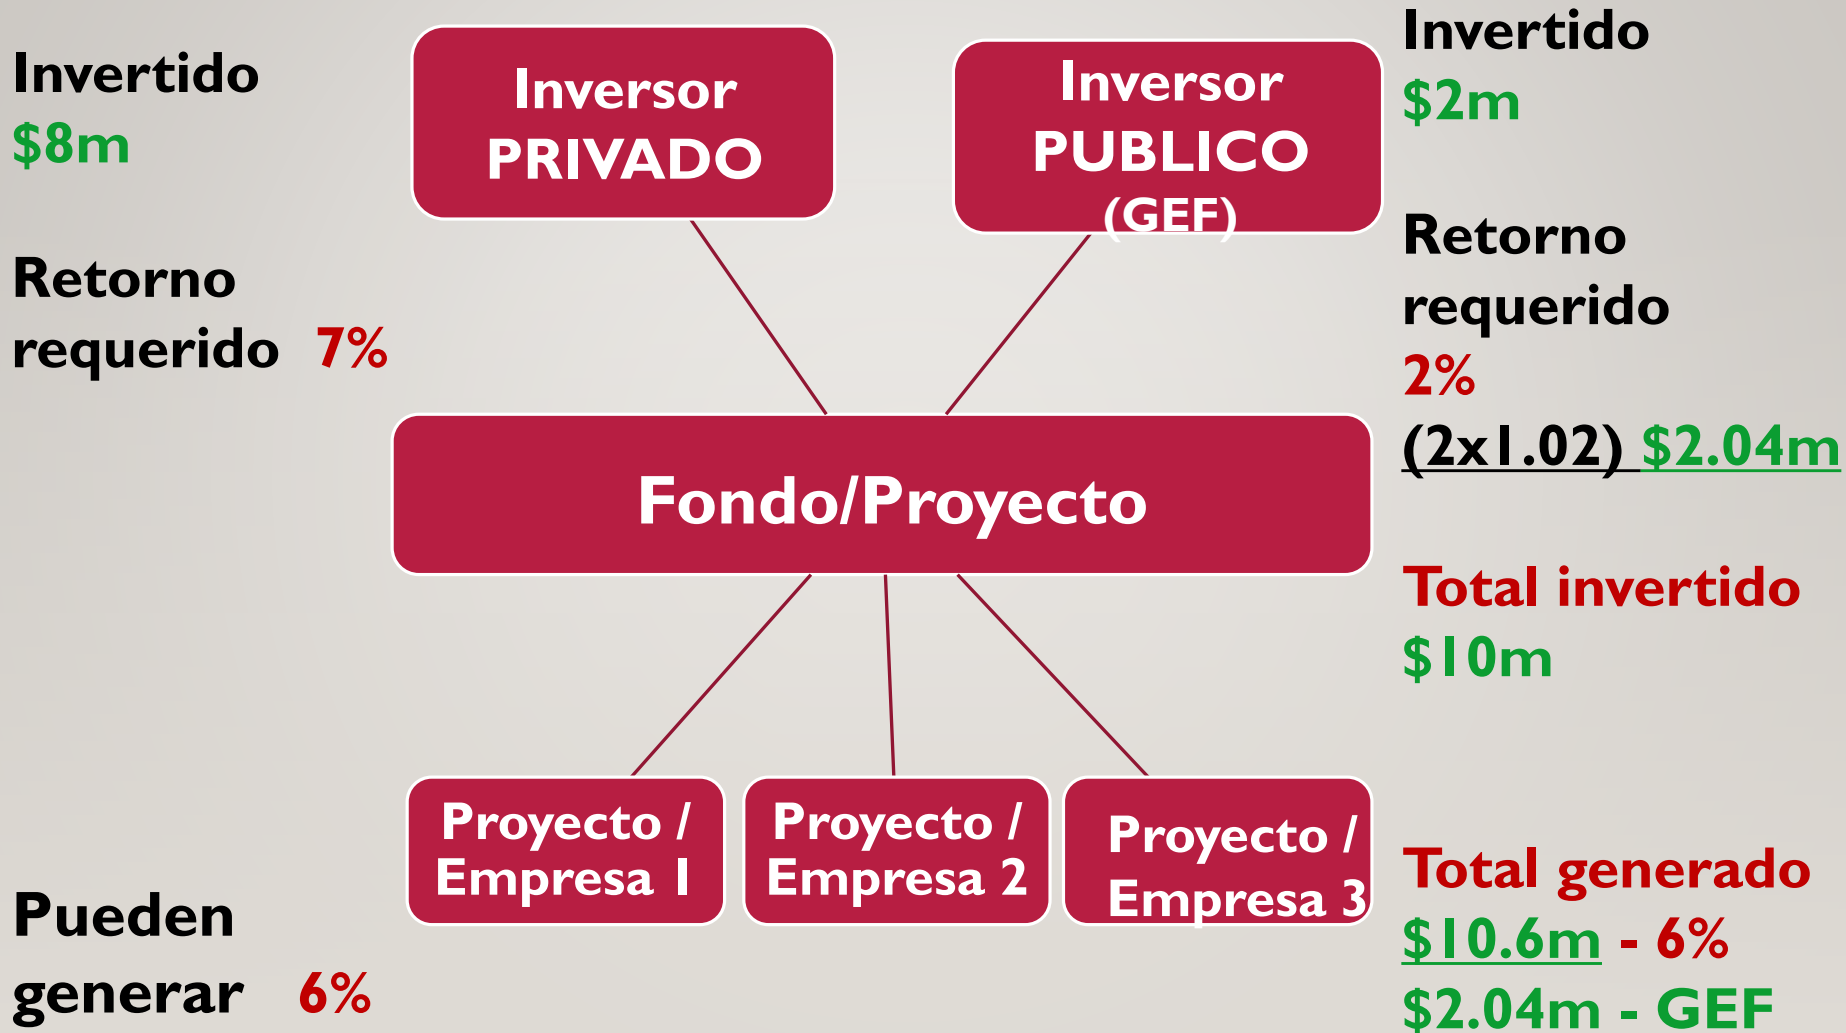 Invertido
$8m
Retorno
requerido 7%
Inversor
PRIVADO
Inversor
PUBLICO
(GEF)
Invertido
$2m
Retorno
requerido
2%
(2x1.02) $2.04m
Fondo/Proyecto
Total invertido
$10m
Proyecto /
Empresa 1
Proyecto /
Empresa 2
Proyecto /
Empresa 3
Pueden
generar 6%
Total generado
$10.6m - 6%
$2.04m - GEF